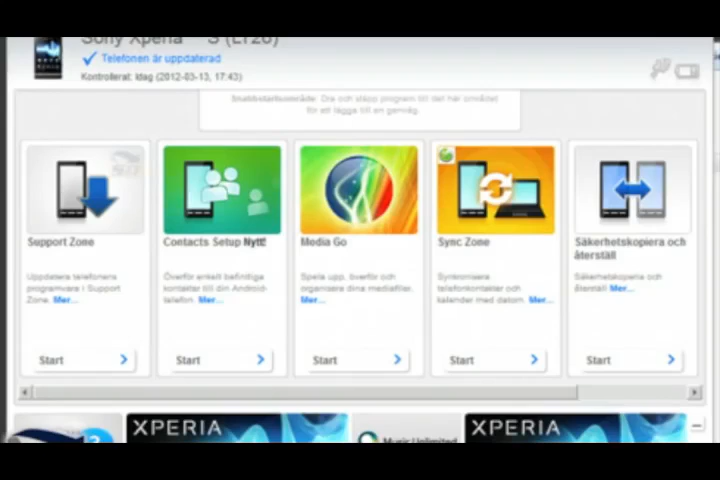 Sony Xperia™ S (LT26)
Telefonen är uppdaterad
Kontrollerat: Idag (2012-03-13, 17:43)
Snabbstartsområde: Dra och släpp program till det här området
för att lägga till en genväg.
Support Zone
Uppdatera telefonens
programvara i Support
Zone. Mer...
Start
Contacts Setup Nytt!
Överför enkelt befintliga
kontakter till din Android-
telefon. Mer...
Start
Media Go
Spela upp, överför och
organisera dina mediafiler.
Mer...
Start
Sync Zone
Synkronisera
telefonkontakter och
kalender med datorn. Mer...
Start
Säkerhetskopiera och
återställ
Säkerhetskopiera och
återställ Mer...
Start
XPERIA
Music Unlimited
XPERIA